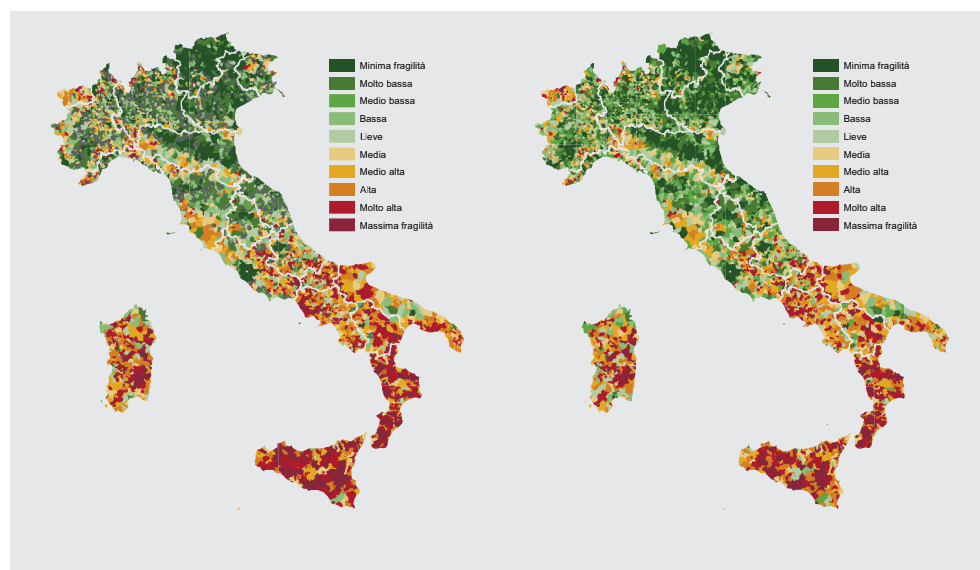 Minima fragilità
Molto bassa
Medio bassa
Bassa
Lieve
Media
Medio alta
Alta
Molto alta
Massima fragilità
Minima fragilità
Molto bassa
Medio bassa
Bassa
Lieve
Media
Medio alta
Alta
Molto alta
Massima fragilità